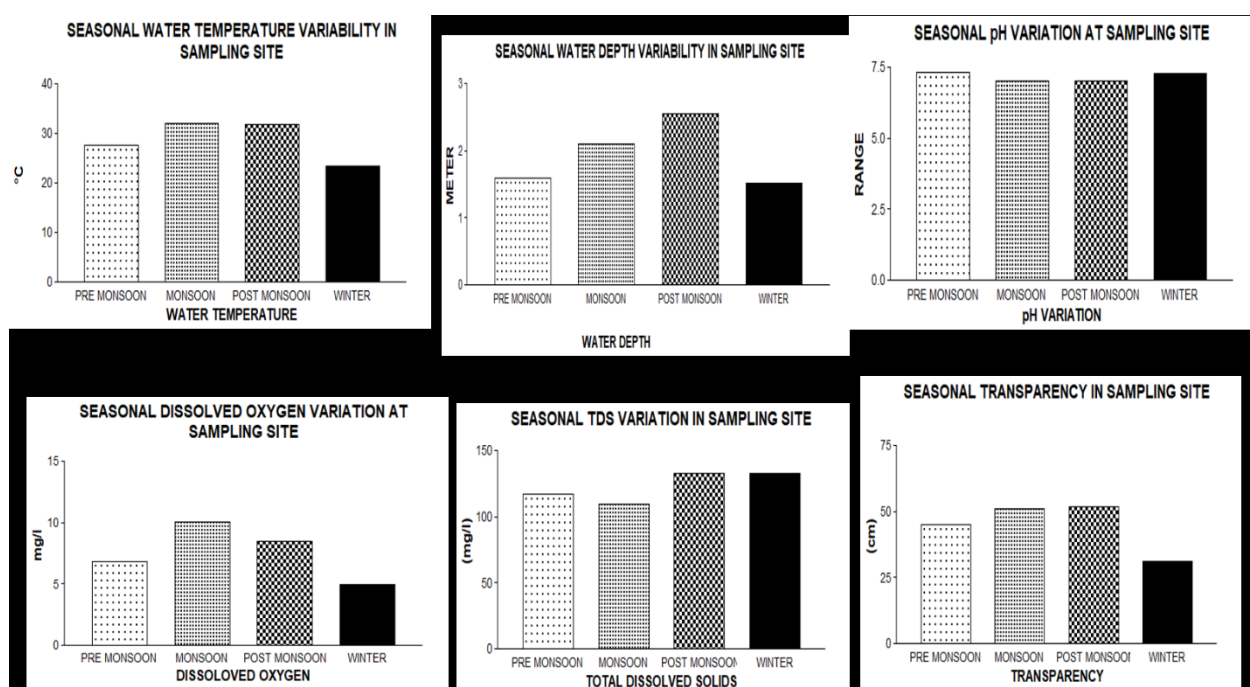 SEASONAL WATER TEMPERATURE VARIABILITY IN
SAMPLING SITE
°C
40
30
20
10
0
PRE MONSOON MONSOON POST MONSOON WINTER
WATER TEMPERATURE
SEASONAL WATER DEPTH VARIABILITY IN SAMPLING SITE
METER
3
2
1
0
PRE MONSOON MONSOON POST MONSOON WINTER
WATER DEPTH
SEASONAL pH VARIATION AT SAMPLING SITE
RANGE
7.5
5.0
2.5
0.0
PRE MONSOON MONSOON POST MONSOON WINTER
pH VARIATION
SEASONAL DISSOLVED OXYGEN VARIATION AT
SAMPLING SITE
mg/l
15
10
5
0
PRE MONSOON MONSOON POST MONSOON WINTER
DISSOLOVED OXYGEN
SEASONAL TDS VARIATION IN SAMPLING SITE
(mg/l)
150
100
50
0
PRE MONSOON MONSOON POST MONSOON WINTER
TOTAL DISSOLVED SOLIDS
SEASONAL TRANSPARENCY IN SAMPLING SITE
(cm)
75
50
25
0
PRE MONSOON MONSOON POST MONSOON WINTER
TRANSPARENCY